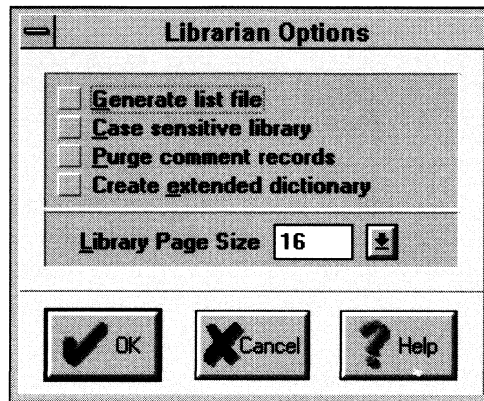 Librarian Options
Generate list file
Case sensitive library
Purge comment records
Create extended dictionary
Library Page Size 16
OK Cancel Help